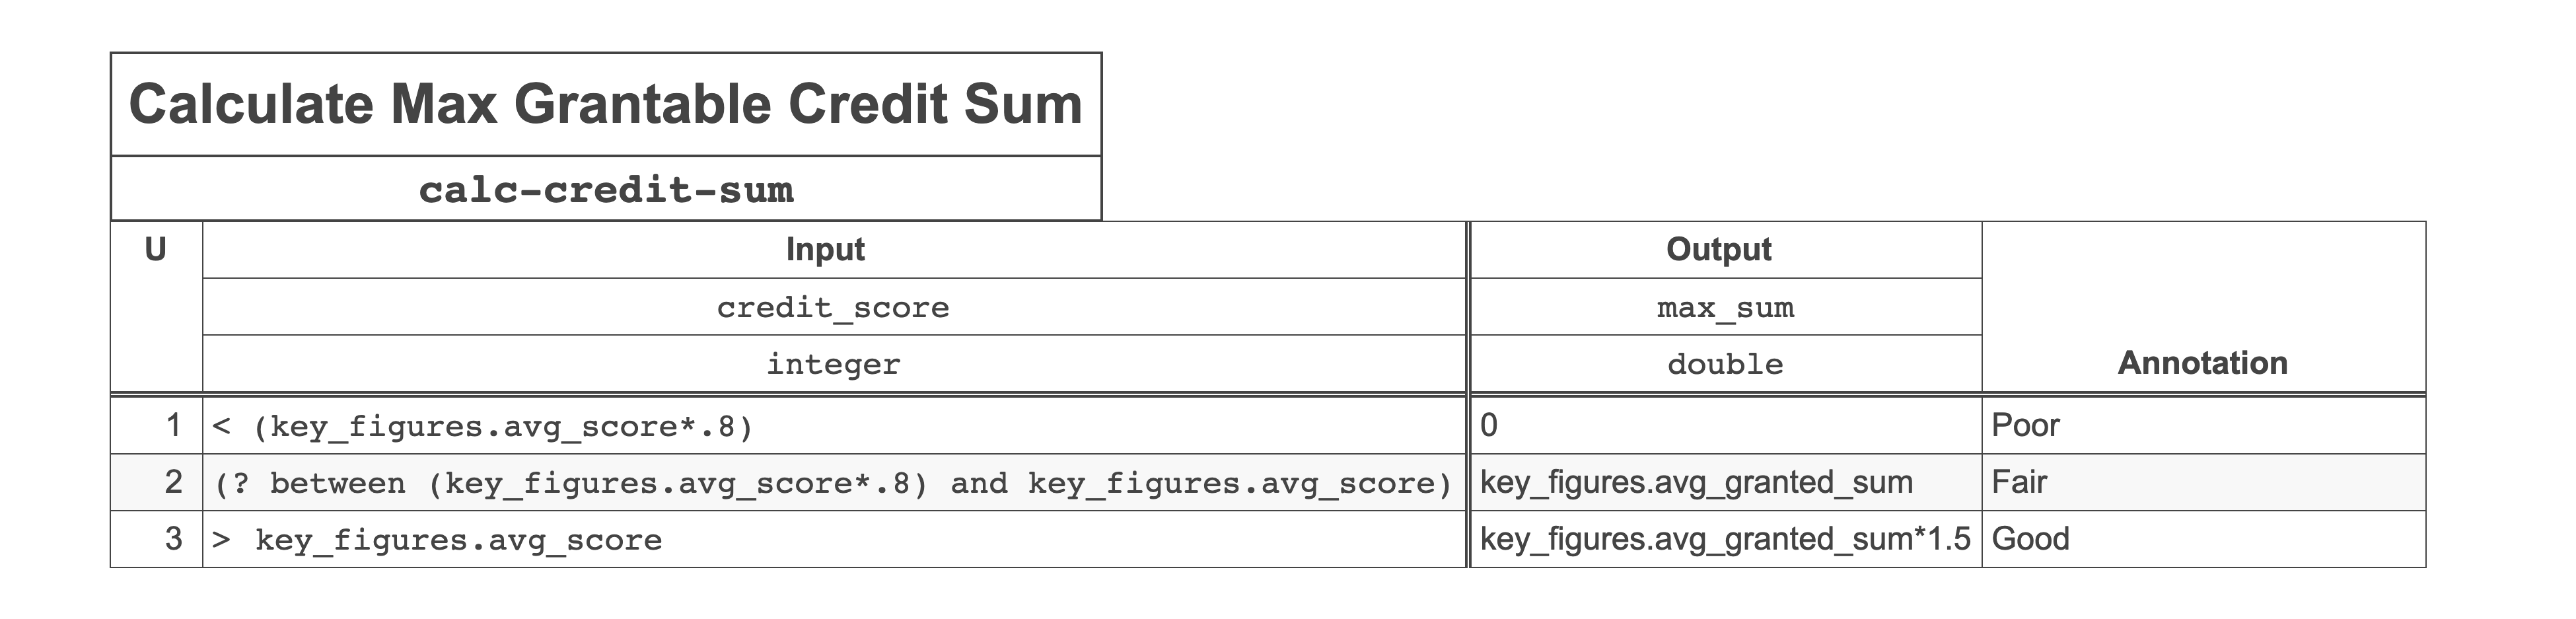 Calculate Max Grantable Credit Sum
calc-credit-sum
U Input Output
credit_score max_sum
integer double Annotation
1 < (key_figures.avg_score*.8) 0 Poor
2 (? between (key_figures.avg_score*.8) and key_figures.avg_score) key_figures.avg_granted_sum Fair
3 > key_figures.avg_score key_figures.avg_granted_sum*1.5 Good